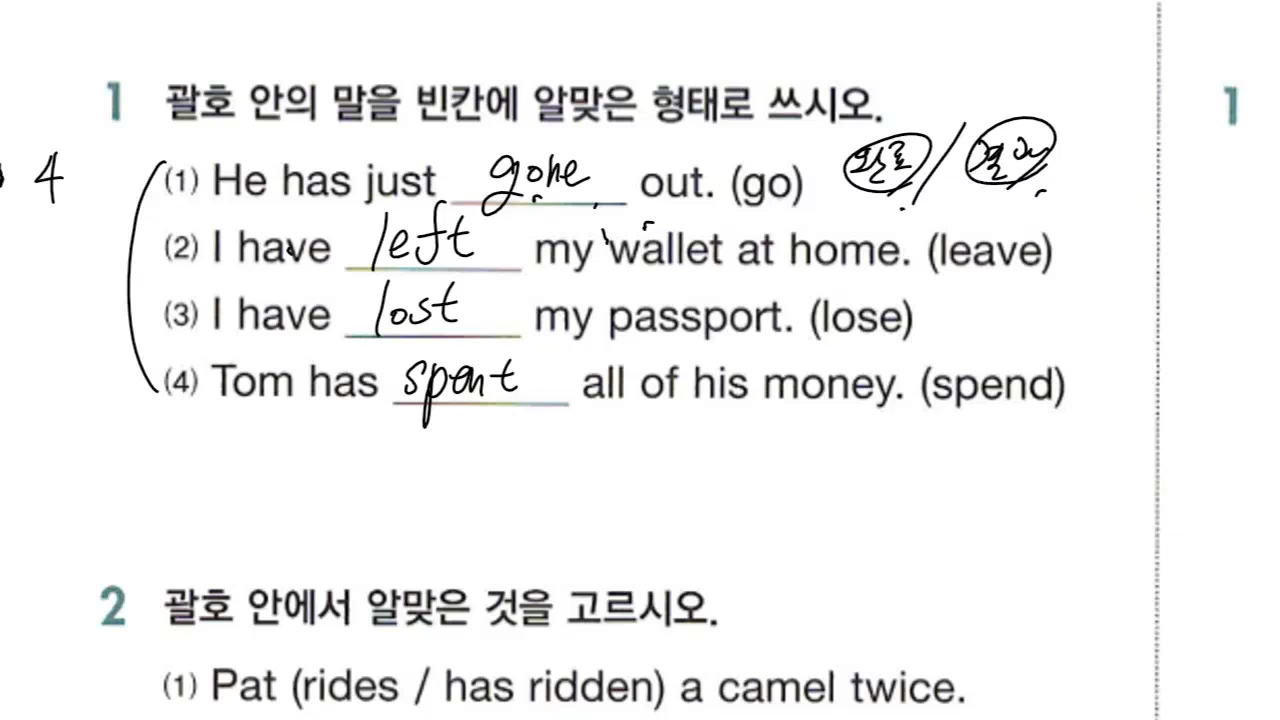 1 괄호 안의 말을 빈칸에 알맞은 형태로 쓰시오.
4
(1) He has just gone out. (go) 완료 / 결과
(2) I have left my wallet at home. (leave)
(3) I have lost my passport. (lose)
(4) Tom has spent all of his money. (spend)
2 괄호 안에서 알맞은 것을 고르시오.
(1) Pat (rides / has ridden) a camel twice.
1